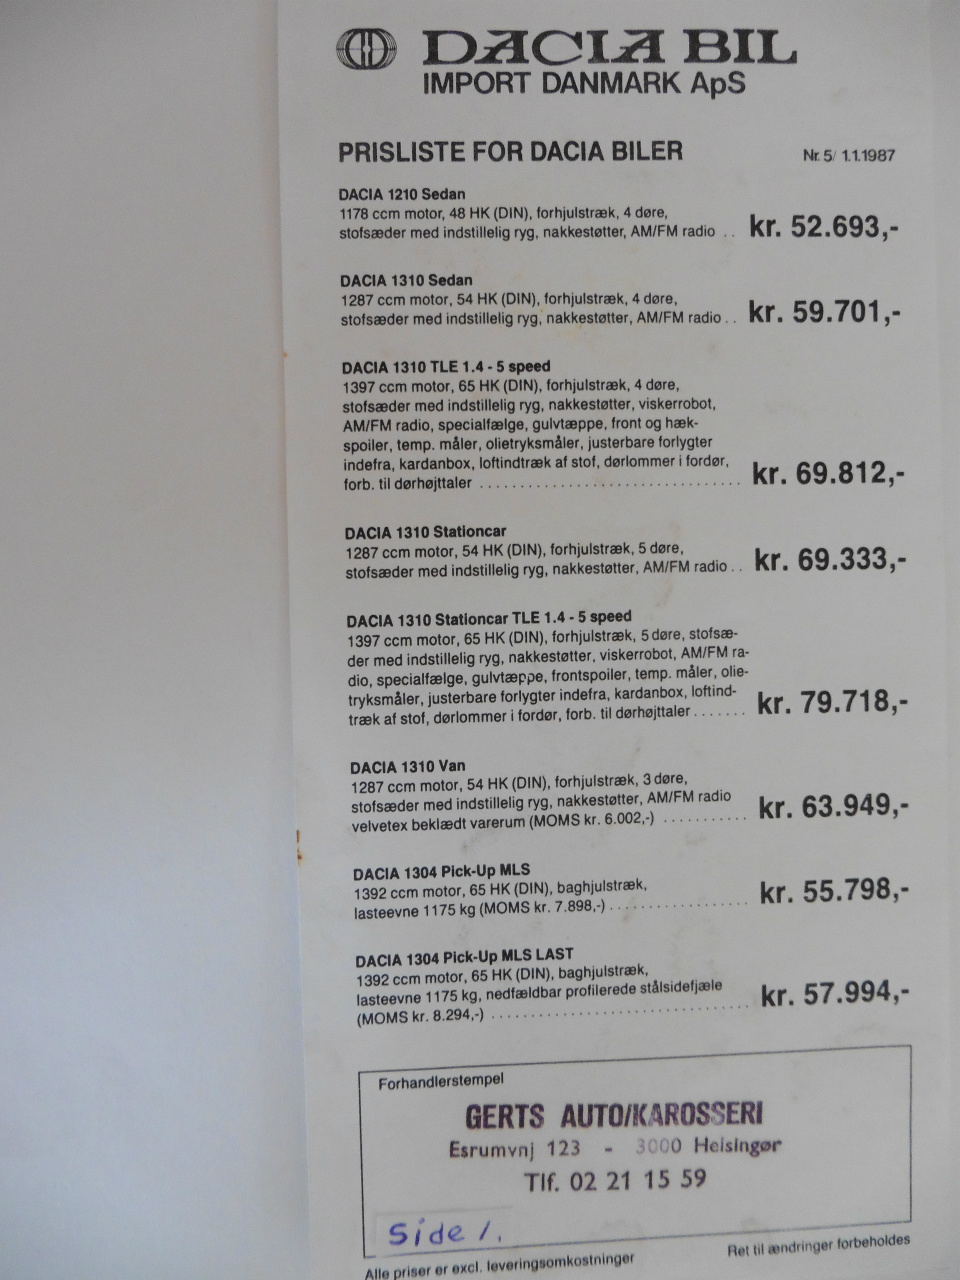 DACIA BIL
IMPORT DANMARK ApS
PRISLISTE FOR DACIA BILER
Nr. 5/ 1.1.1987
DACIA 1210 Sedan
1178 ccm motor, 48 HK (DIN), forhjulstræk, 4 døre,
stofsæder med indstillelig ryg, nakkestøtter, AM/FM radio .. kr. 52.693,-
DACIA 1310 Sedan
1287 ccm motor, 54 HK (DIN), forhjulstræk, 4 døre,
stofsæder med indstillelig ryg, nakkestøtter, AM/FM radio .. kr. 59.701,-
DACIA 1310 TLE 1.4 - 5 speed
1397 ccm motor, 65 HK (DIN), forhjulstræk, 4 døre,
stofsæder med indstillelig ryg, nakkestøtter, viskerrobot,
AM/FM radio, specialfælge, gulvtæppe, front og hæk-
spoiler, temp. måler, olietryksmåler, justerbare forlygter
indefra, kardanbox, loftindtræk af stof, dørlommer i fordør,
forb. til dørhøjttaler ................................ kr. 69.812,-
DACIA 1310 Stationcar
1287 ccm motor, 54 HK (DIN), forhjulstræk, 5 døre,
stofsæder med indstillelig ryg, nakkestøtter, AM/FM radio .. kr. 69.333,-
DACIA 1310 Stationcar TLE 1.4 - 5 speed
1397 ccm motor, 65 HK (DIN), forhjulstræk, 5 døre, stofsæ-
der med indstillelig ryg, nakkestøtter, viskerrobot, AM/FM ra-
dio, specialfælge, gulvtæppe, frontspoiler, temp. måler, olie-
tryksmåler, justerbare forlygter indefra, kardanbox, loftind-
træk af stof, dørlommer i fordør, forb. til dørhøjttaler ....... kr. 79.718,-
DACIA 1310 Van
1287 ccm motor, 54 HK (DIN), forhjulstræk, 3 døre,
stofsæder med indstillelig ryg, nakkestøtter, AM/FM radio
velvetex beklædt varerum (MOMS kr. 6.002,-) .......... kr. 63.949,-
DACIA 1304 Pick-Up MLS
1392 ccm motor, 65 HK (DIN), baghjulstræk,
lasteevne 1175 kg (MOMS kr. 7.898,-) ................. kr. 55.798,-
DACIA 1304 Pick-Up MLS LAST
1392 ccm motor, 65 HK (DIN), baghjulstræk,
lasteevne 1175 kg, nedfældbar profilerede stålsidefjæle
(MOMS kr. 8.294,-) ............................... kr. 57.994,-
Forhandlerstempel
GERTS AUTO/KAROSSERI
Esrumvnj 123 - 3000 Helsingør
Tlf. 02 21 15 59
Side 1.
Alle priser er excl. leveringsomkostninger
Ret til ændringer forbeholdes